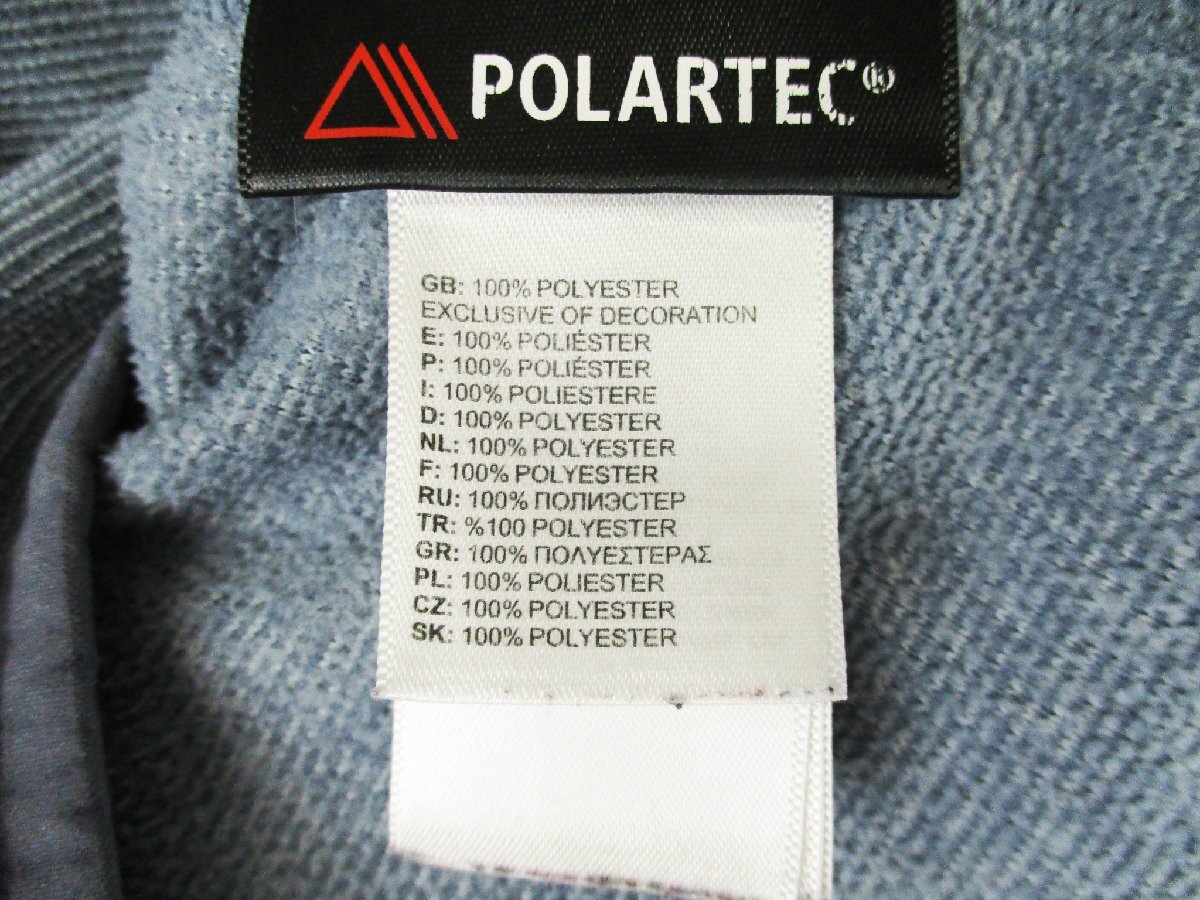 POLARTEC®
GB: 100% POLYESTER
EXCLUSIVE OF DECORATION
E: 100% POLIÉSTER
P: 100% POLIÉSTER
I: 100% POLIESTERE
D: 100% POLYESTER
NL: 100% POLYESTER
F: 100% POLYESTER
RU: 100% ПОЛИЭСТЕР
TR: %100 POLYESTER
GR: 100% ΠΟΛΥΕΣΤΕΡΑΣ
PL: 100% POLIESTER
CZ: 100% POLYESTER
SK: 100% POLYESTER